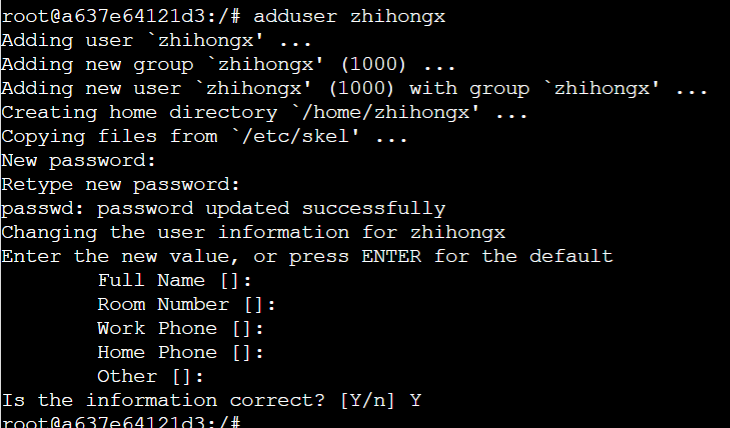 root@a637e64121d3:/# adduser zhihongx
Adding user `zhihongx' ...
Adding new group `zhihongx' (1000) ...
Adding new user `zhihongx' (1000) with group `zhihongx' ...
Creating home directory `/home/zhihongx' ...
Copying files from `/etc/skel' ...
New password:
Retype new password:
passwd: password updated successfully
Changing the user information for zhihongx
Enter the new value, or press ENTER for the default
        Full Name []:
        Room Number []:
        Work Phone []:
        Home Phone []:
        Other []:
Is the information correct? [Y/n] Y
root@a637e64121d3:/#